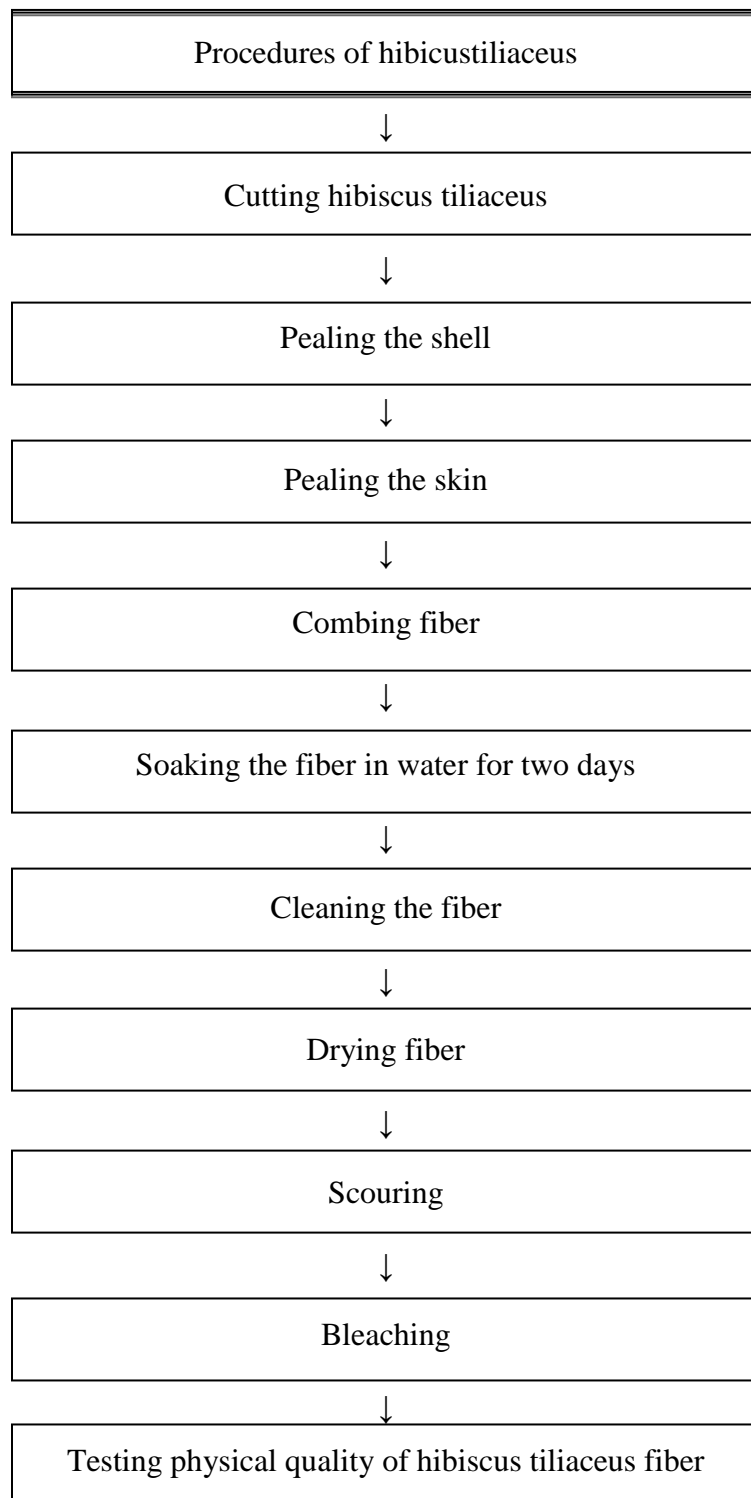 Procedures of hibicustiliaceus
↓
Cutting hibiscus tiliaceus
↓
Pealing the shell
↓
Pealing the skin
↓
Combing fiber
↓
Soaking the fiber in water for two days
↓
Cleaning the fiber
↓
Drying fiber
↓
Scouring
↓
Bleaching
↓
Testing physical quality of hibiscus tiliaceus fiber